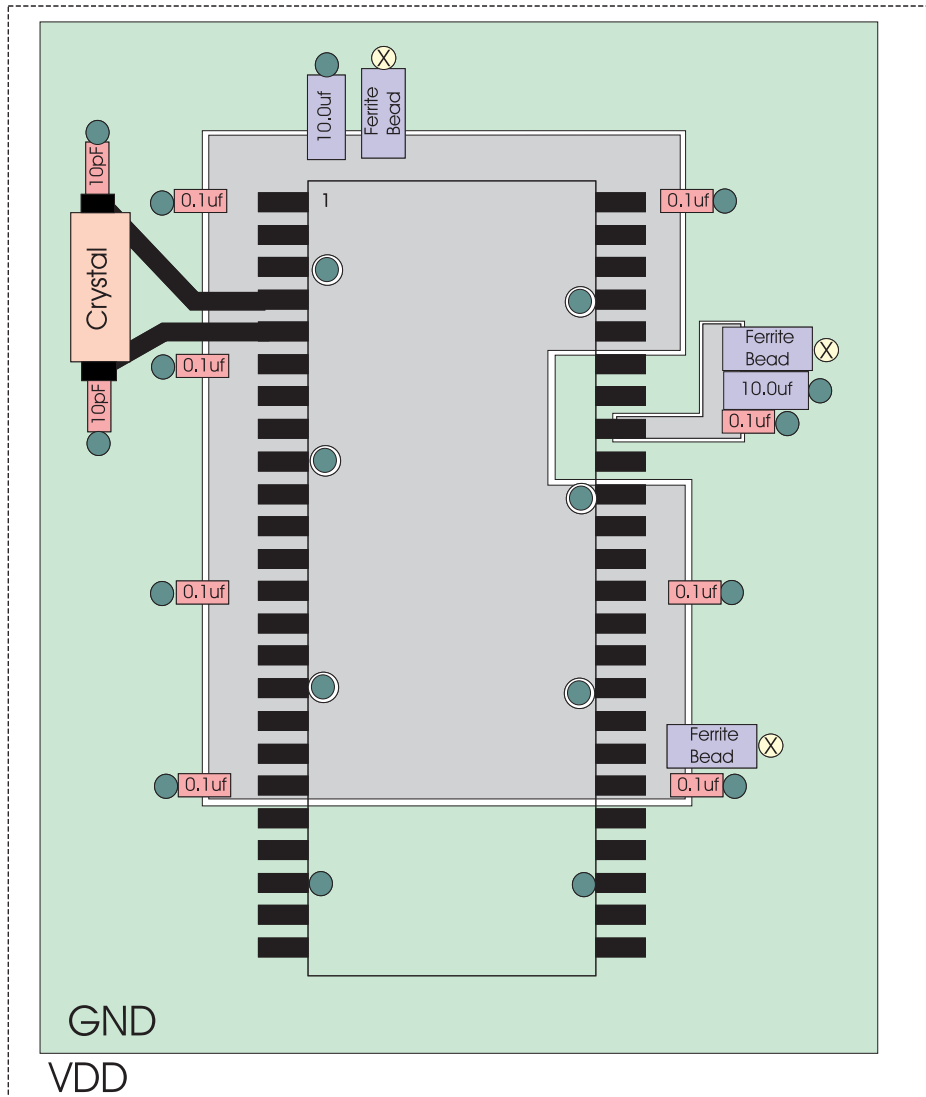 10.0uf
Ferrite
Bead
X
10pF
0.1uf
1
0.1uf
Crystal
Ferrite
Bead
X
0.1uf
10.0uf
10pF
0.1uf
0.1uf
0.1uf
Ferrite
Bead
X
0.1uf
0.1uf
GND
VDD